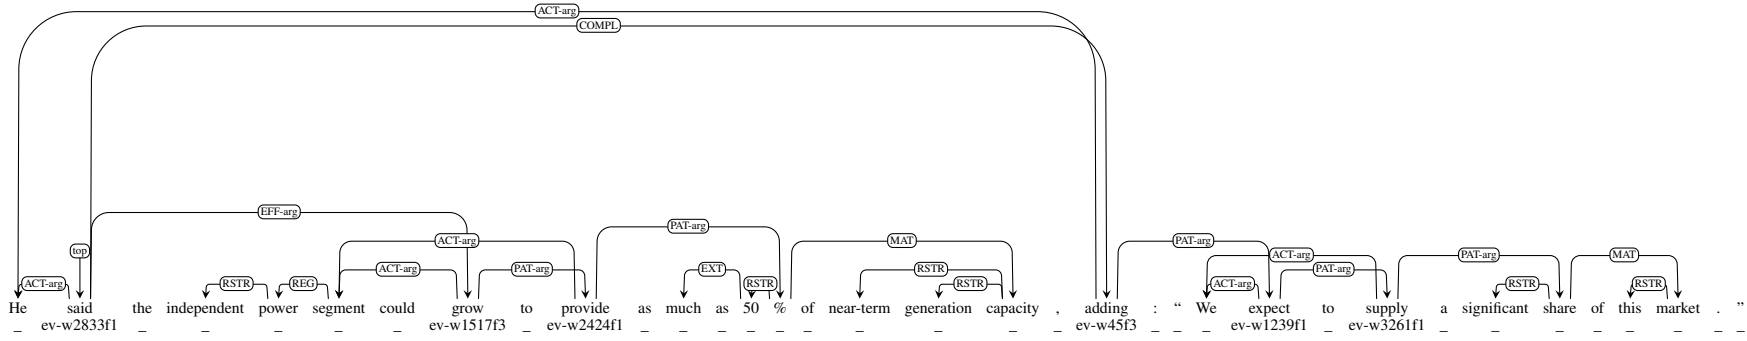 ACT-arg
COMPL
EFF-arg
PAT-arg
ACT-arg MAT PAT-arg
top ACT-arg PAT-arg
ACT-arg PAT-arg EXT RSTR PAT-arg MAT
ACT-arg RSTR REG RSTR RSTR ACT-arg RSTR RSTR
He said the independent power segment could grow to provide as much as 50 % of near-term generation capacity , adding : “ We expect to supply a significant share of this market . ”
_ ev-w2833f1 _ _ _ _ _ ev-w1517f3 _ ev-w2424f1 _ _ _ _ _ _ _ _ _ _ ev-w45f3 _ _ _ ev-w1239f1 _ ev-w3261f1 _ _ _ _ _ _ _ _